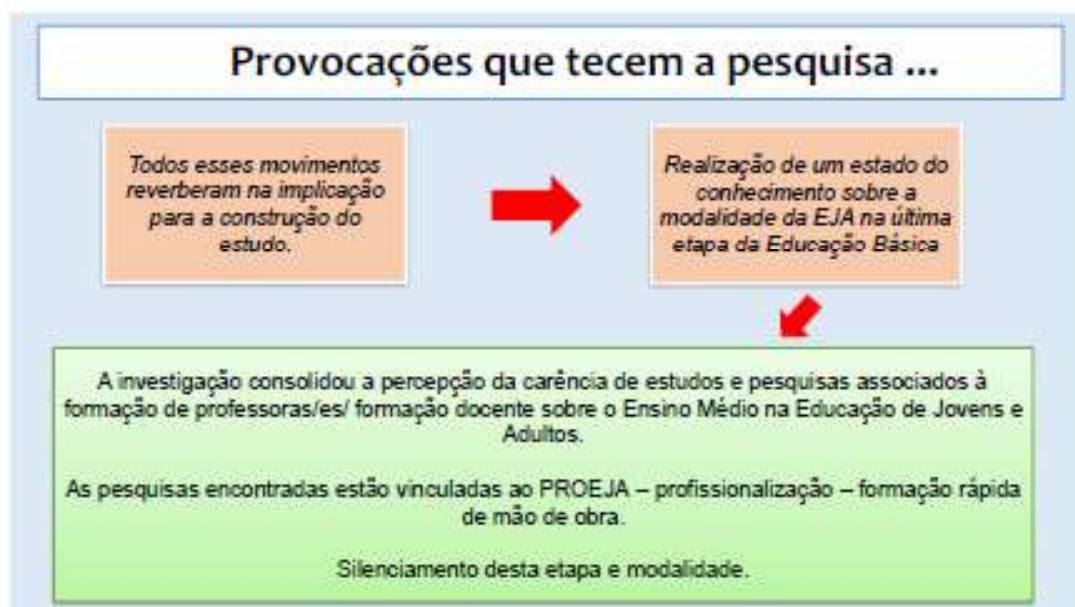 Provocações que tecem a pesquisa ...
Todos esses movimentos
reverberam na implicação
para a construção do
estudo.
Realização de um estado do
conhecimento sobre a
modalidade da EJA na última
etapa da Educação Básica
A investigação consolidou a percepção da carência de estudos e pesquisas associados à
formação de professoras/es/ formação docente sobre o Ensino Médio na Educação de Jovens e
Adultos.
As pesquisas encontradas estão vinculadas ao PROEJA – profissionalização – formação rápida
de mão de obra.
Silenciamento desta etapa e modalidade.